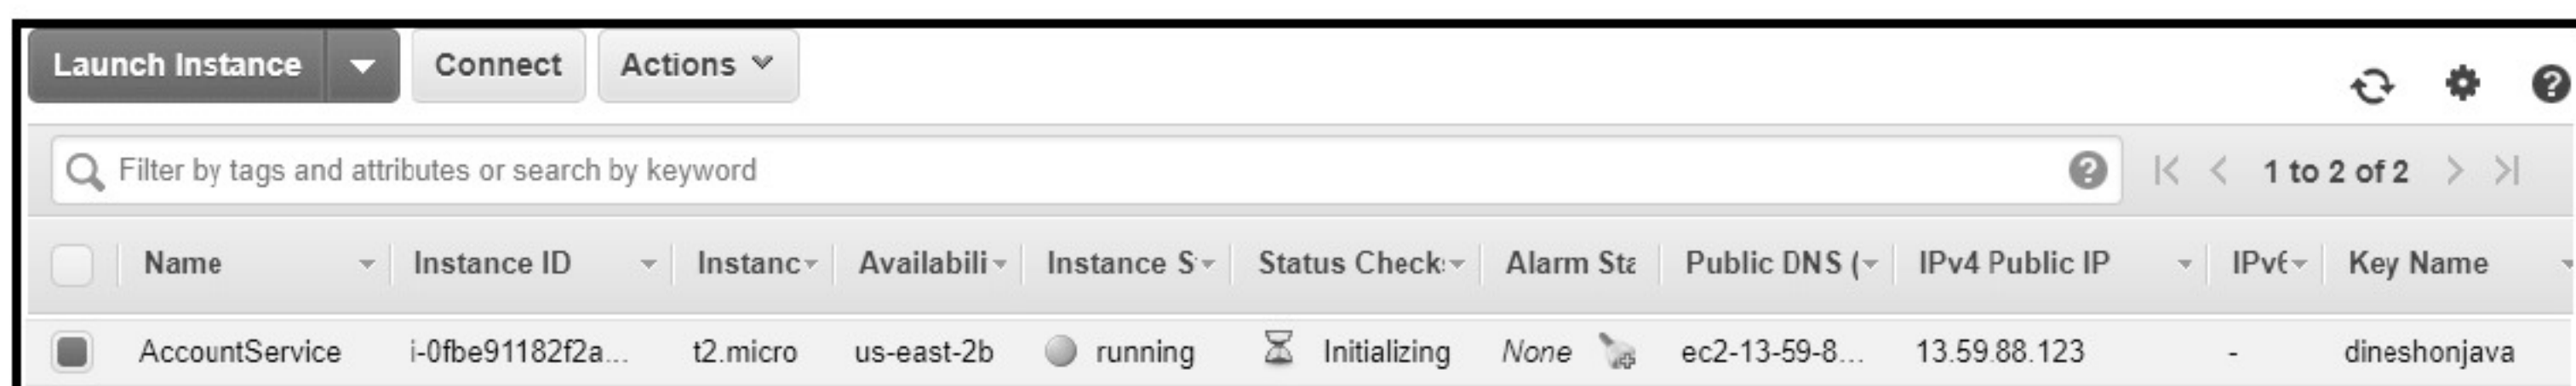 Launch Instance Connect Actions
Filter by tags and attributes or search by keyword 1 to 2 of 2
Name Instance ID Instanc Availabili Instance S Status Check Alarm Sta Public DNS ( IPv4 Public IP IPv6 Key Name
AccountService i-0fbe91182f2a... t2.micro us-east-2b running Initializing None ec2-13-59-8... 13.59.88.123 - dineshonjava